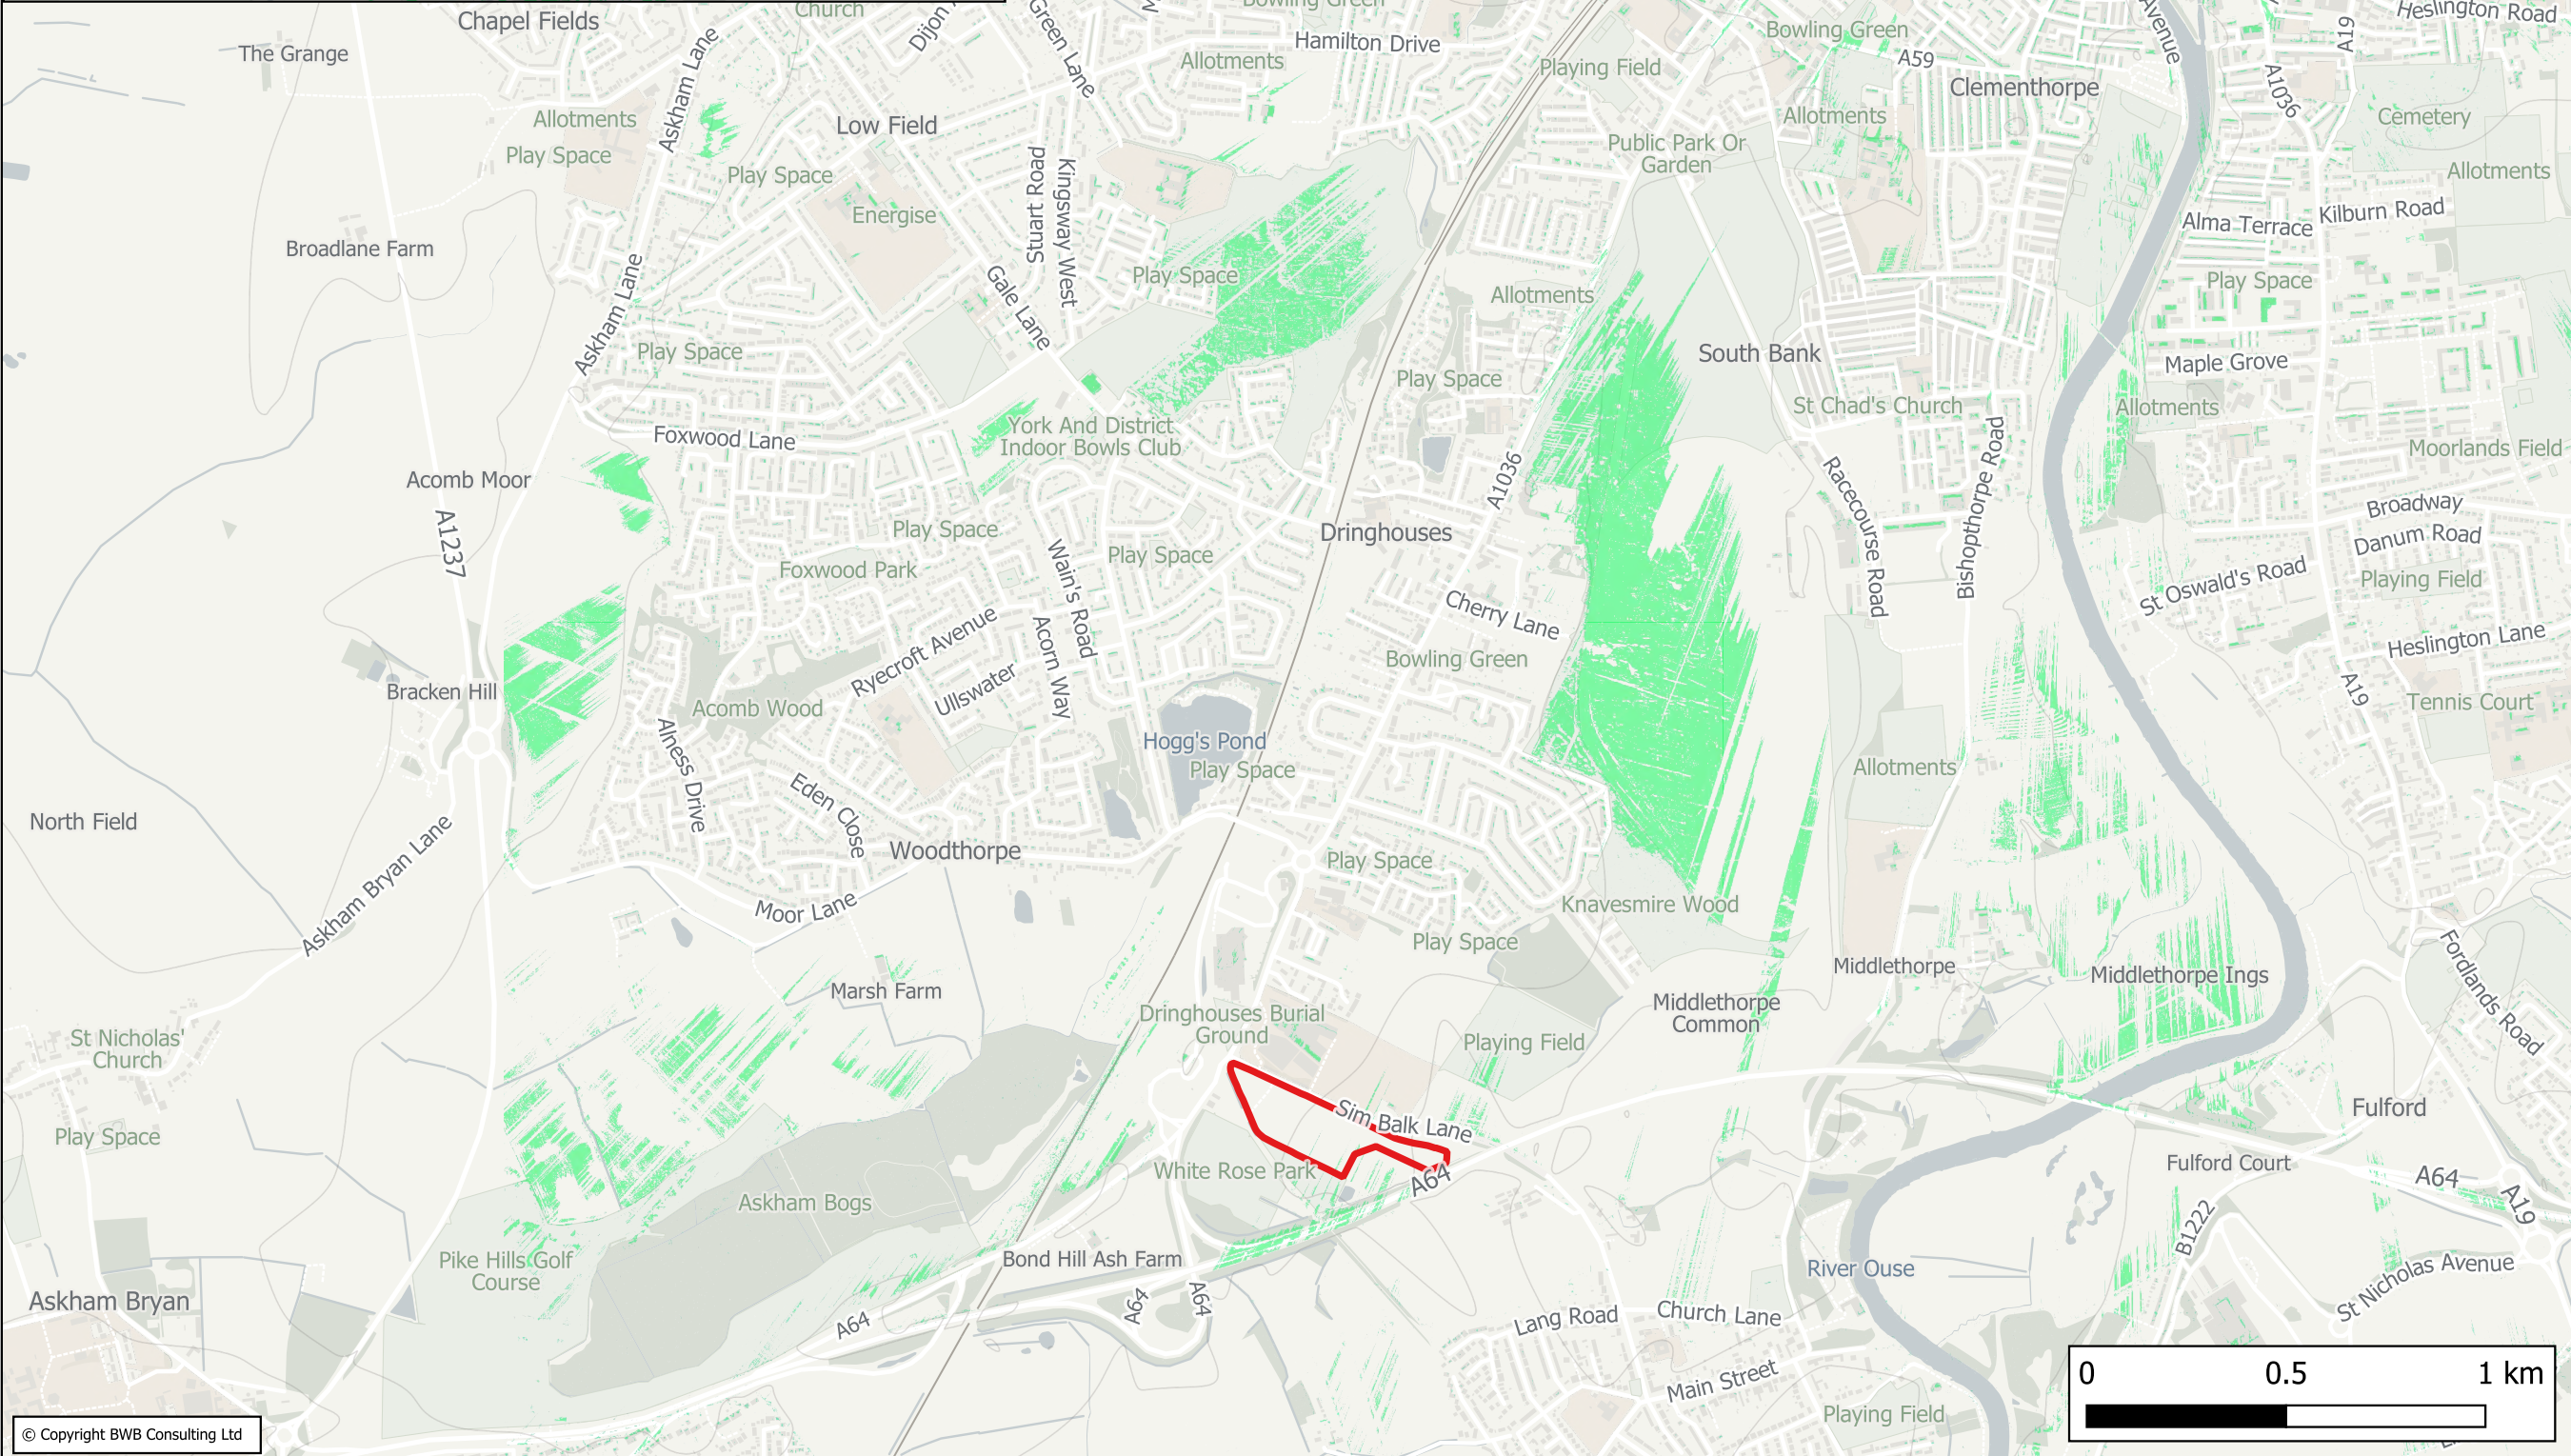 Chapel Fields
Church
Dijon
Green Lane
Bowling Green
Hamilton Drive
Bowling Green
A59
Avenue
A19
Heslington Road
The Grange
Askham Lane
Allotments
Playing Field
Clementhorpe
A1036
Allotments
Low Field
Allotments
Cemetery
Play Space
Play Space
Stuart Road
Kingsway West
Public Park Or
Garden
Allotments
Energise
Alma Terrace
Kilburn Road
Broadlane Farm
Askham Lane
Gale Lane
Play Space
Allotments
Play Space
Play Space
Play Space
South Bank
Maple Grove
St Chad's Church
Allotments
Foxwood Lane
York And District
Indoor Bowls Club
Bishopthorpe Road
Moorlands Field
Acomb Moor
A1237
A1036
Racecourse Road
Broadway
Danum Road
Play Space
Play Space
Dringhouses
Foxwood Park
Wain's Road
Cherry Lane
St Oswald's Road
Playing Field
Ryecroft Avenue
Acorn Way
Bowling Green
Heslington Lane
Bracken Hill
Acomb Wood
Ullswater
A19
Tennis Court
Alness Drive
Hogg's Pond
Play Space
Allotments
North Field
Askham Bryan Lane
Eden Close
Woodthorpe
Play Space
Moor Lane
Knavesmire Wood
Play Space
Middlethorpe
Middlethorpe Ings
Fordlands Road
Marsh Farm
Middlethorpe
Common
St Nicholas'
Church
Dringhouses Burial
Ground
Playing Field
Play Space
Sim Balk Lane
Fulford
White Rose Park
A64
Fulford Court
A64
A19
Askham Bogs
B1222
Pike Hills Golf
Course
Bond Hill Ash Farm
River Ouse
St Nicholas Avenue
Askham Bryan
A64
A64
A64
Lang Road
Church Lane
Main Street
Playing Field
0 0.5 1 km
© Copyright BWB Consulting Ltd